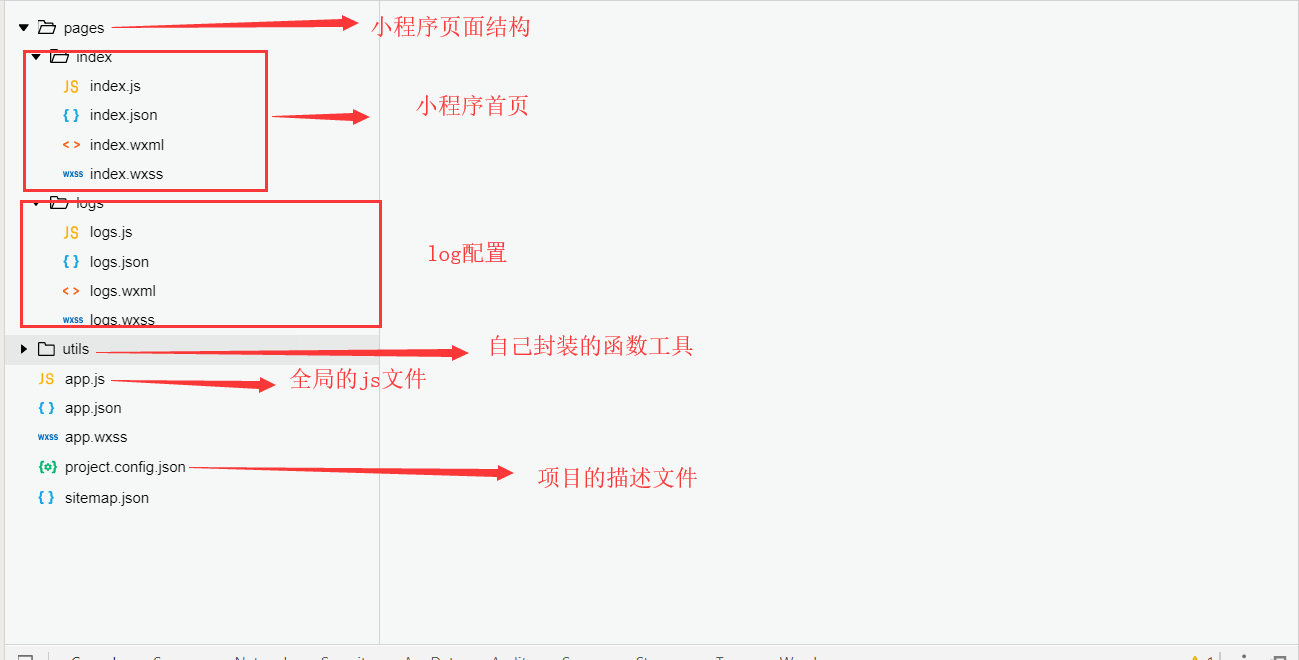 pages
小程序页面结构
index
JS index.js
{ } index.json
小程序首页
< > index.wxml
wxss index.wxss
logs
JS logs.js
log配置
{ } logs.json
< > logs.wxml
wxss logs.wxss
utils
自己封装的函数工具
JS app.js
全局的js文件
{ } app.json
wxss app.wxss
project.config.json
项目的描述文件
{ } sitemap.json